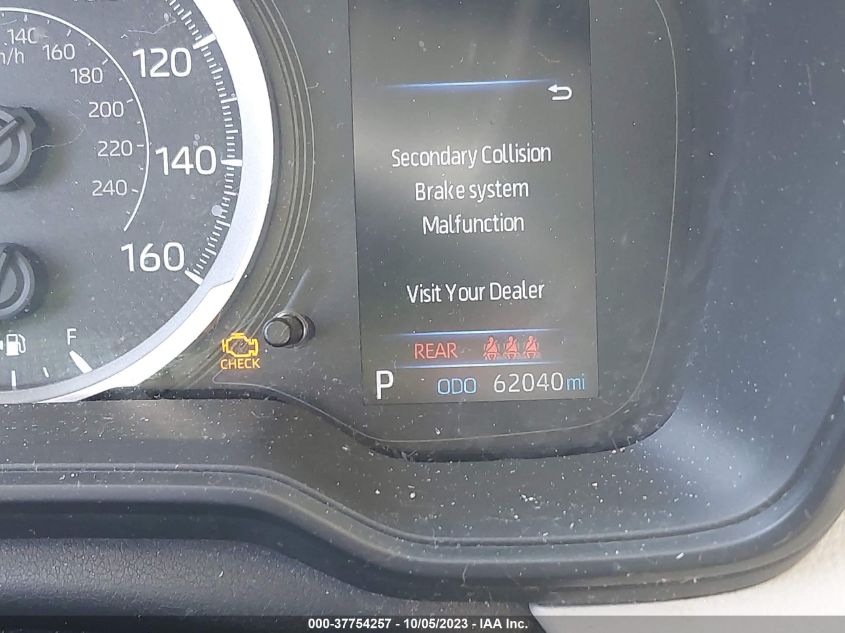 120
140
160
140
160
180
200
220
240
Secondary Collision
Brake system
Malfunction
Visit Your Dealer
REAR
F
CHECK
P ODO 62040 mi
000-37754257 - 10/05/2023 - IAA Inc.